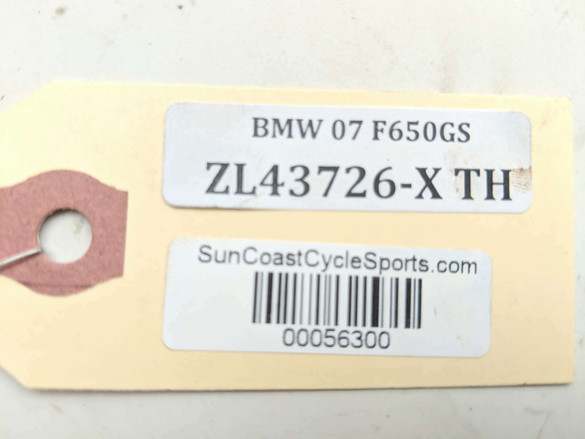 BMW 07 F650GS
ZL43726-X TH
SunCoastCycleSports.com
00056300